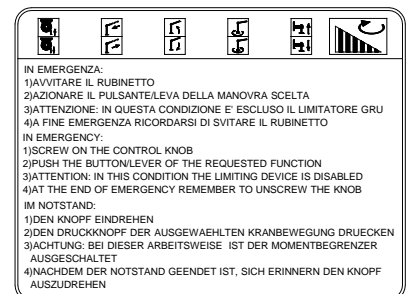 IN EMERGENZA:
1)AVVITARE IL RUBINETTO
2)AZIONARE IL PULSANTE/LEVA DELLA MANOVRA SCELTA
3)ATTENZIONE: IN QUESTA CONDIZIONE E' ESCLUSO IL LIMITATORE GRU
4)A FINE EMERGENZA RICORDARSI DI SVITARE IL RUBINETTO
IN EMERGENCY:
1)SCREW ON THE CONTROL KNOB
2)PUSH THE BUTTON/LEVER OF THE REQUESTED FUNCTION
3)ATTENTION: IN THIS CONDITION THE LIMITING DEVICE IS DISABLED
4)AT THE END OF EMERGENCY REMEMBER TO UNSCREW THE KNOB
IM NOTSTAND:
1)DEN KNOPF EINDREHEN
2)DEN DRUCKKNOPF DER AUSGEWAEHLTEN KRANBEWEGUNG DRUECKEN
3)ACHTUNG: BEI DIESER ARBEITSWEISE IST DER MOMENTBEGRENZER
AUSGESCHALTET
4)NACHDEM DER NOTSTAND GEENDET IST, SICH ERINNERN DEN KNOPF
AUSZUDREHEN